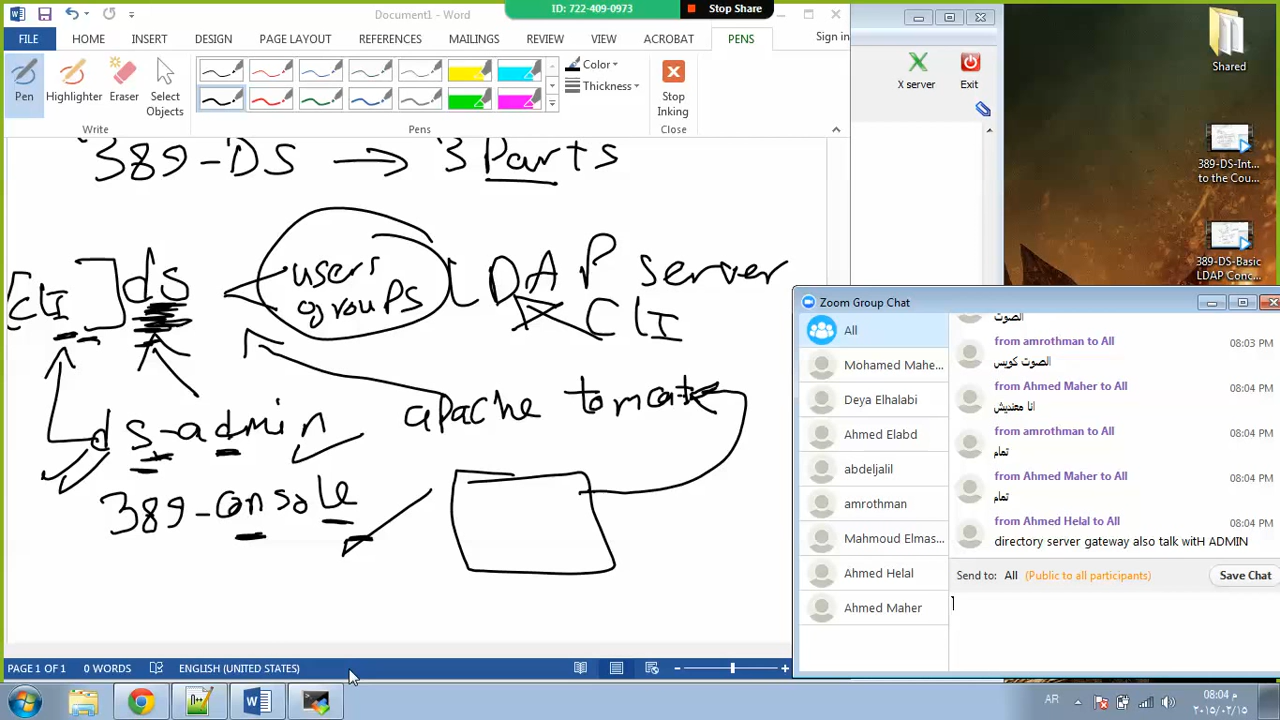 Document1 - Word
ID: 722-409-0973
Stop Share
FILE
HOME
INSERT
DESIGN
PAGE LAYOUT
REFERENCES
MAILINGS
REVIEW
VIEW
ACROBAT
PENS
Sign in
Pen
Highlighter
Eraser
Select Objects
Color
Thickness
Stop Inking
Write
Pens
Close
X server
Exit
Shared
389-DS-Int...
to the Cou...
389-DS-Basic
LDAP Conc...
389-DS → 3 Parts
[CLI] ds
users
groups
LDAP server
CLI
ds-admin
apache tomcat
389-console
Zoom Group Chat
All
Mohamed Mahe...
Deya Elhalabi
Ahmed Elabd
abdeljalil
amrothman
Mahmoud Elmas...
Ahmed Helal
Ahmed Maher
الصوت
from amrothman to All 08:03 PM
الصوت كويس
from Ahmed Maher to All 08:04 PM
انا معنديش
from amrothman to All 08:04 PM
تمام
from Ahmed Maher to All 08:04 PM
تمام
from Ahmed Helal to All 08:04 PM
directory server gateway also talk witH ADMIN
Send to: All (Public to all participants)
Save Chat
PAGE 1 OF 1
0 WORDS
ENGLISH (UNITED STATES)
AR
08:04 م
٢٠١٥/٠٢/١٥